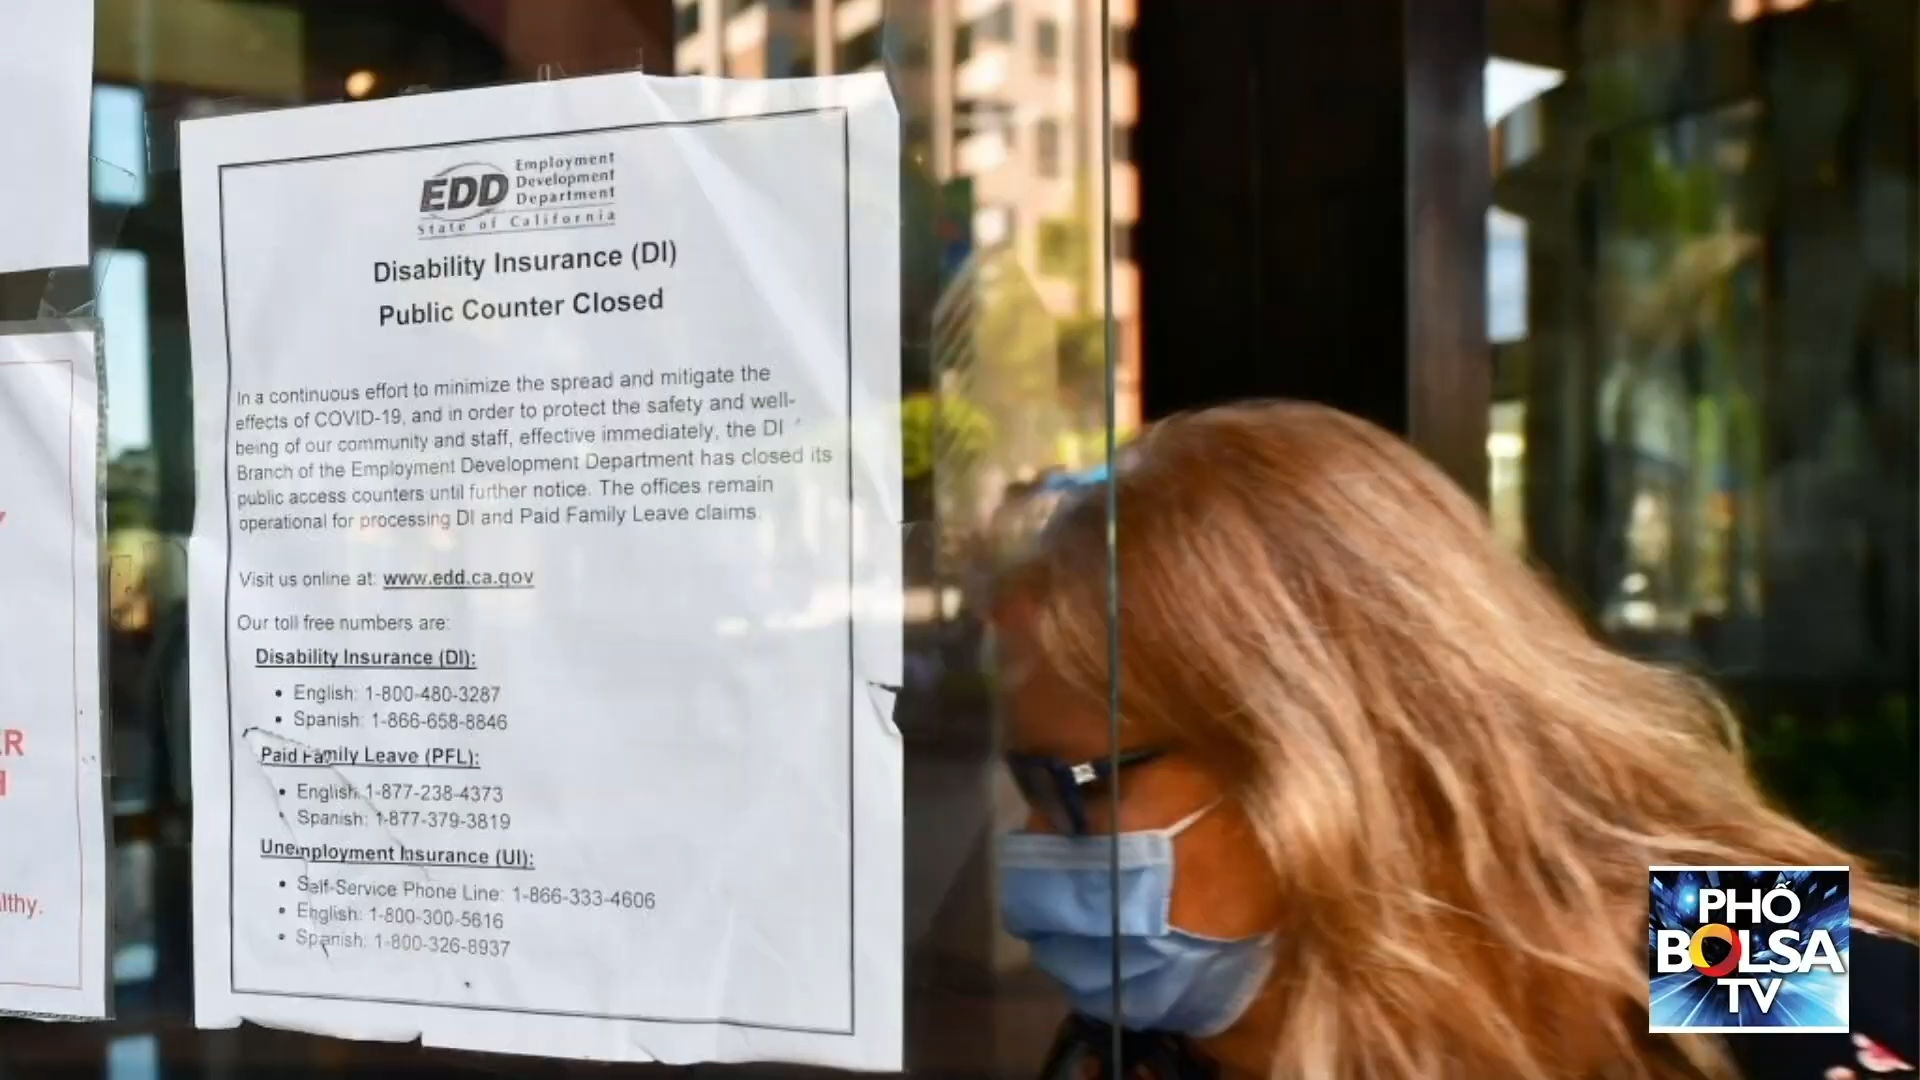 EDD Employment
Development
Department
State of California
Disability Insurance (DI)
Public Counter Closed
In a continuous effort to minimize the spread and mitigate the
effects of COVID-19, and in order to protect the safety and well-
being of our community and staff, effective immediately, the DI
Branch of the Employment Development Department has closed its
public access counters until further notice. The offices remain
operational for processing DI and Paid Family Leave claims.
Visit us online at: www.edd.ca.gov
Our toll free numbers are:
Disability Insurance (DI):
• English: 1-800-480-3287
• Spanish: 1-866-658-8846
Paid Family Leave (PFL):
• English: 1-877-238-4373
• Spanish: 1-877-379-3819
Unemployment Insurance (UI):
• Self-Service Phone Line: 1-866-333-4606
• English: 1-800-300-5616
• Spanish: 1-800-326-8937
PHỐ
BOLSA
TV